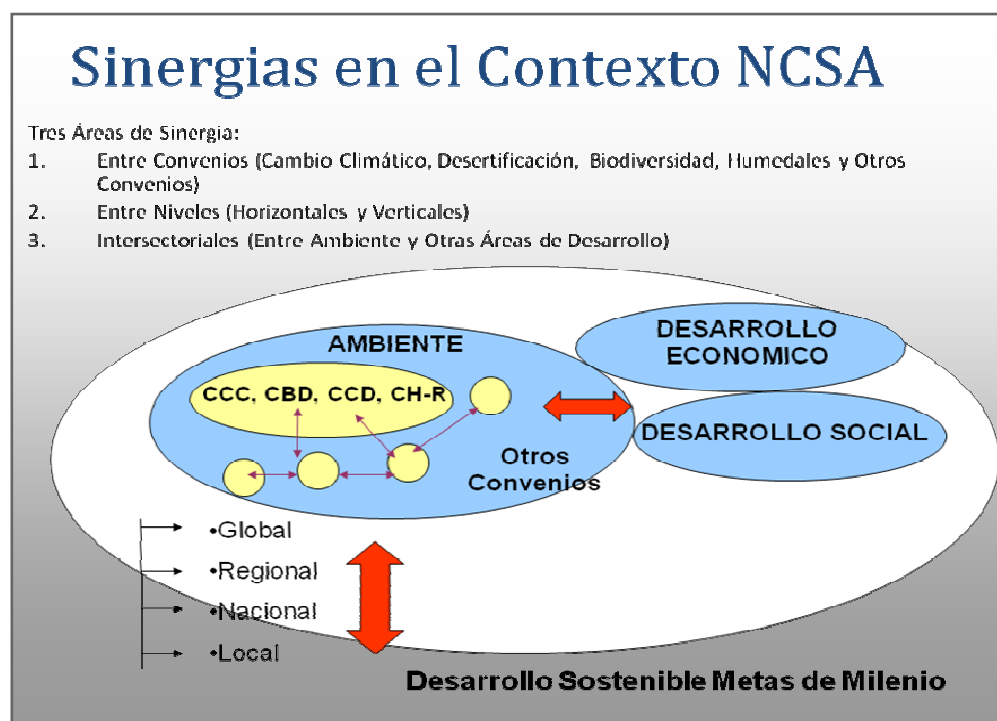 Sinergias en el Contexto NCSA
Tres Áreas de Sinergia:
1. Entre Convenios (Cambio Climático, Desertificación, Biodiversidad, Humedales y Otros
Convenios)
2. Entre Niveles (Horizontales y Verticales)
3. Intersectoriales (Entre Ambiente y Otras Áreas de Desarrollo)
AMBIENTE
DESARROLLO
ECONOMICO
CCC, CBD, CCD, CH-R
DESARROLLO SOCIAL
Otros
Convenios
•Global
•Regional
•Nacional
•Local
Desarrollo Sostenible Metas de Milenio